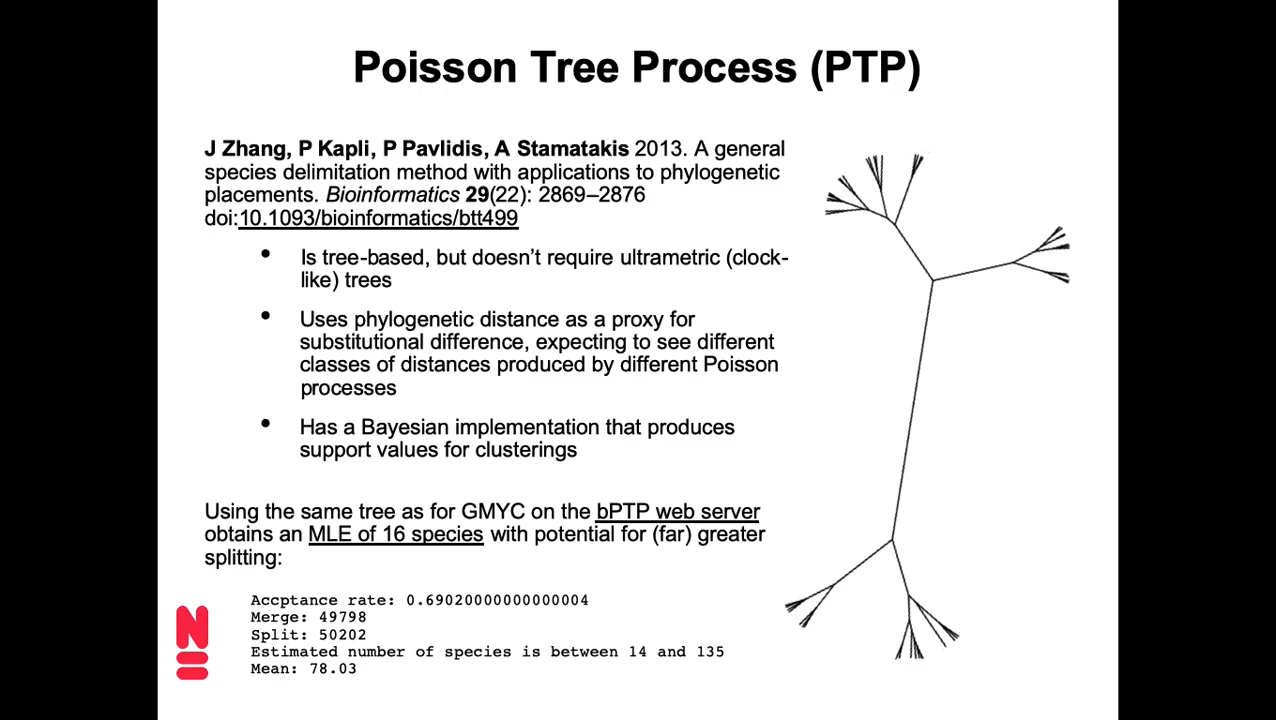 Poisson Tree Process (PTP)
J Zhang, P Kapli, P Pavlidis, A Stamatakis 2013. A general
species delimitation method with applications to phylogenetic
placements. Bioinformatics 29(22): 2869–2876
doi:10.1093/bioinformatics/btt499
• Is tree-based, but doesn’t require ultrametric (clock-
like) trees
• Uses phylogenetic distance as a proxy for
substitutional difference, expecting to see different
classes of distances produced by different Poisson
processes
• Has a Bayesian implementation that produces
support values for clusterings
Using the same tree as for GMYC on the bPTP web server
obtains an MLE of 16 species with potential for (far) greater
splitting:
Accptance rate: 0.69020000000000004
Merge: 49798
Split: 50202
Estimated number of species is between 14 and 135
Mean: 78.03